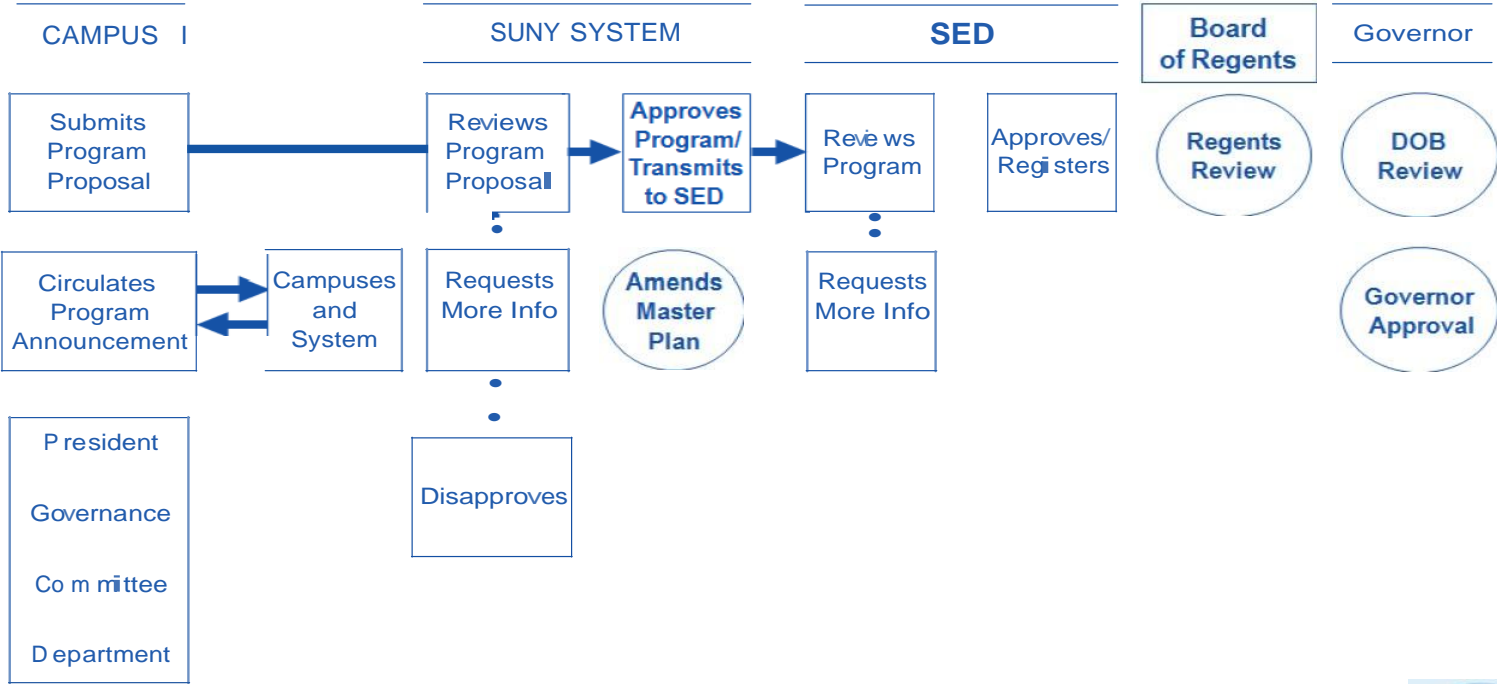 CAMPUS I
SUNY SYSTEM
SED
Board
of Regents
Governor
Submits
Program
Proposal
Reviews
Program
Proposal
Approves
Program/
Transmits
to SED
Reviews
Program
Approves/
Registers
Regents
Review
DOB
Review
Circulates
Program
Announcement
Campuses
and
System
Requests
More Info
Amends
Master
Plan
Requests
More Info
Governor
Approval
President
Governance
Committee
Department
Disapproves